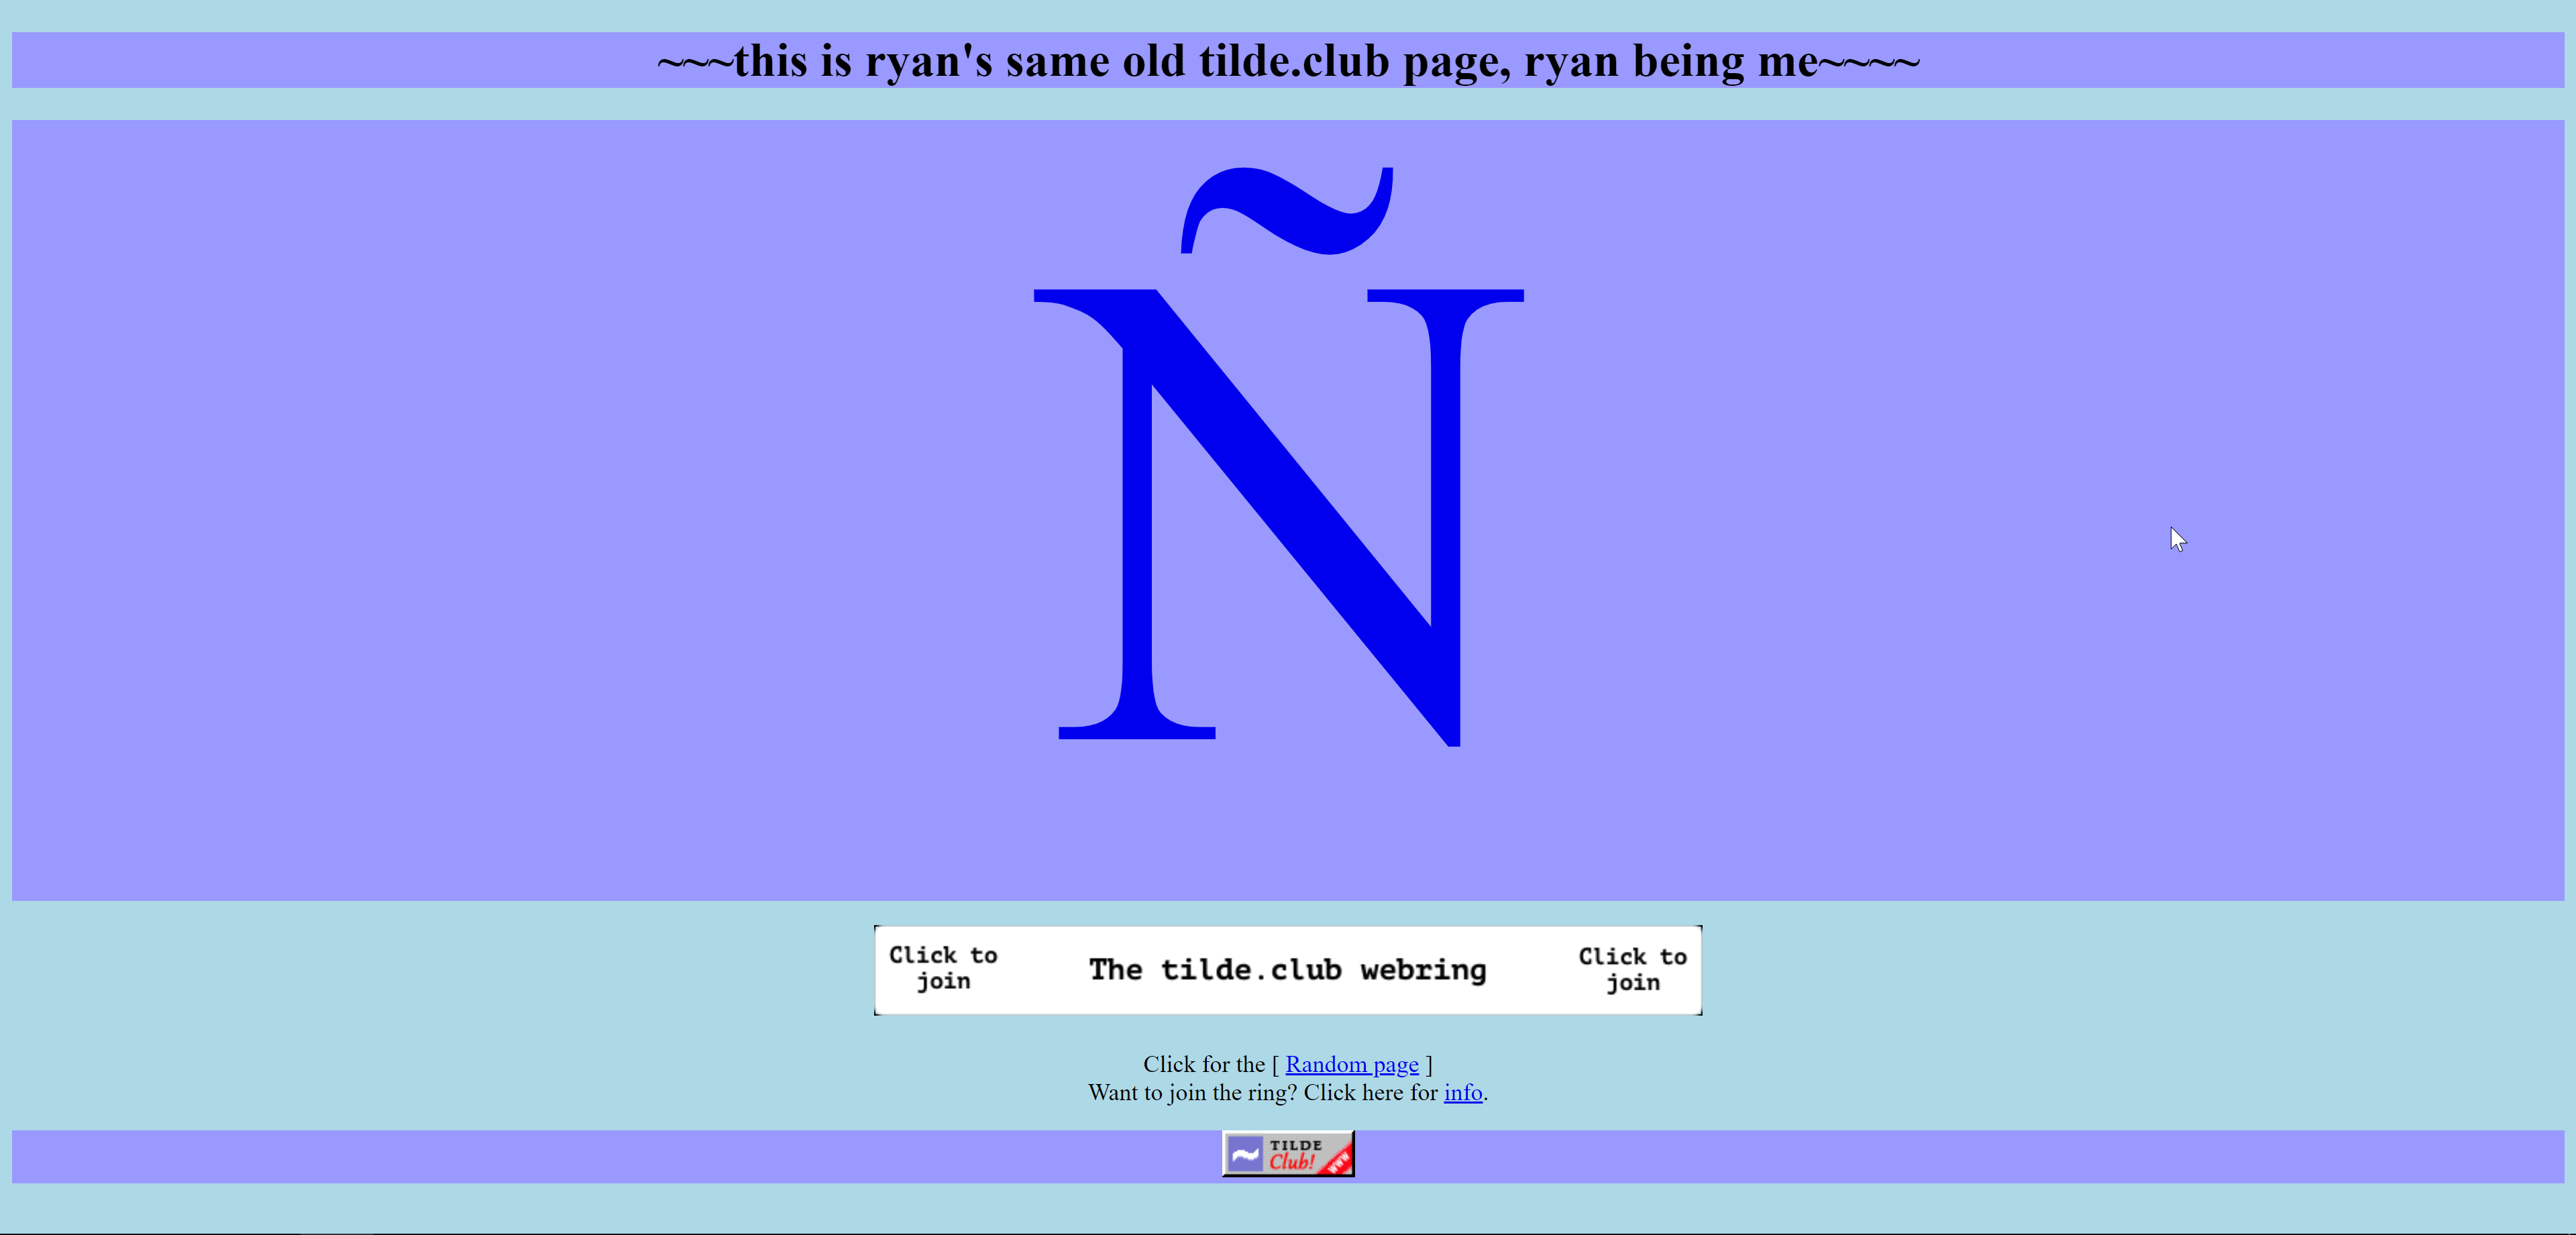 ~~~this is ryan's same old tilde.club page, ryan being me~~~~
Ñ
Click to join
The tilde.club webring
Click to join
Click for the [ Random page ]
Want to join the ring? Click here for info.
TILDE
Club!
WWW